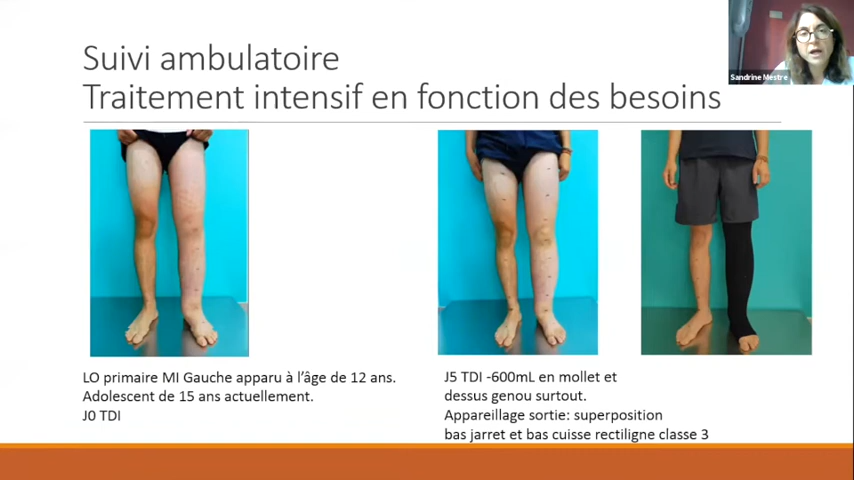 Suivi ambulatoire
Traitement intensif en fonction des besoins
Sandrine Mestre
LO primaire MI Gauche apparu à l'âge de 12 ans.
Adolescent de 15 ans actuellement.
J0 TDI
J5 TDI -600mL en mollet et
dessus genou surtout.
Appareillage sortie: superposition
bas jarret et bas cuisse rectiligne classe 3